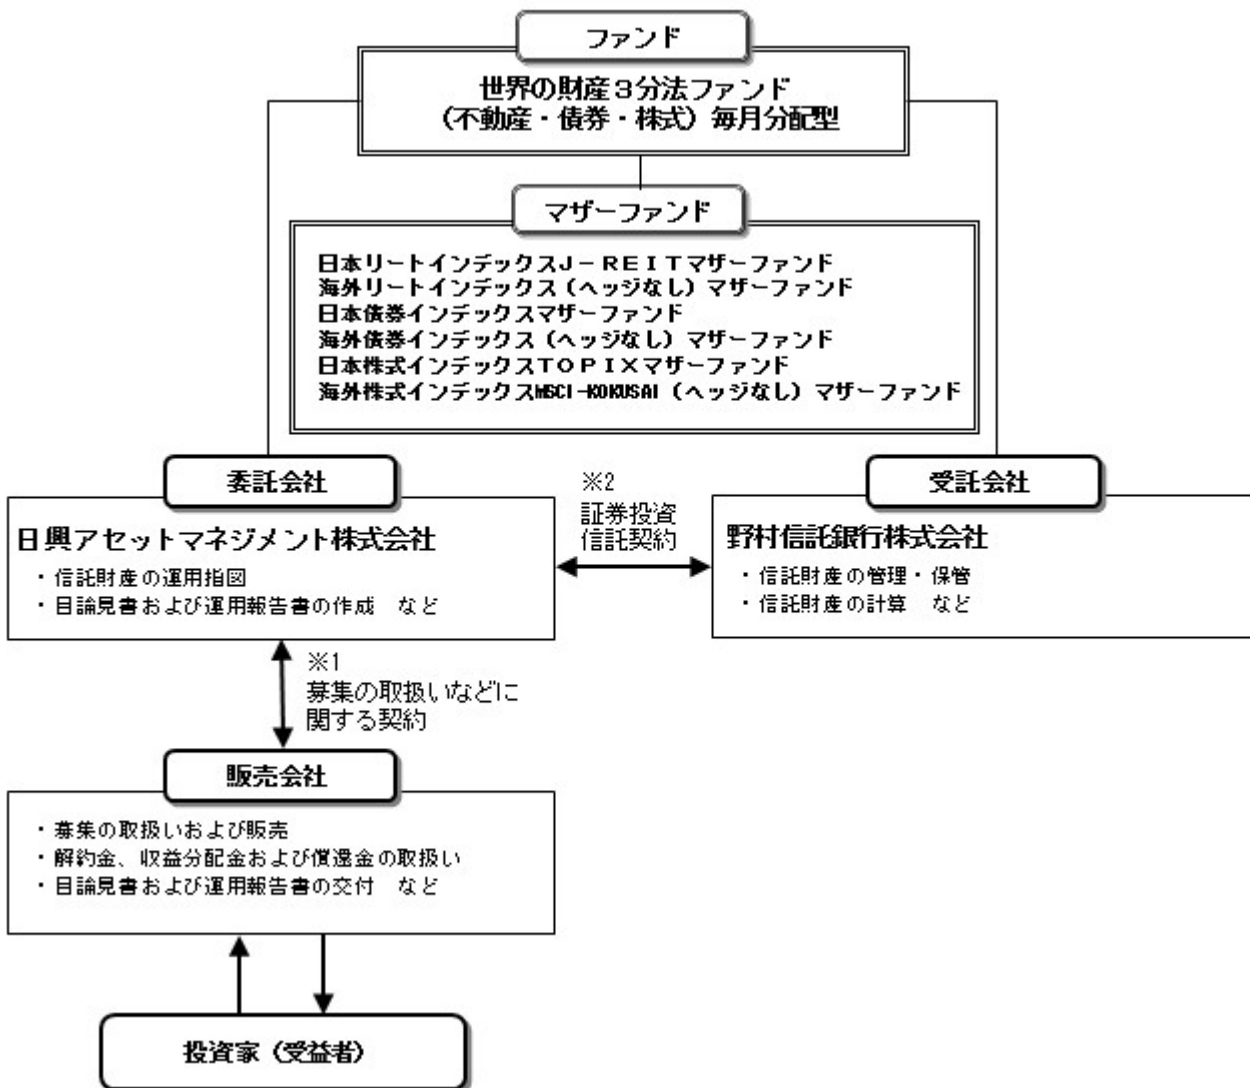 ファンド
世界の財産３分法ファンド
（不動産・債券・株式）毎月分配型
マザーファンド
日本リートインデックスＪ－ＲＥＩＴマザーファンド
海外リートインデックス（ヘッジなし）マザーファンド
日本債券インデックスマザーファンド
海外債券インデックス（ヘッジなし）マザーファンド
日本株式インデックスＴＯＰＩＸマザーファンド
海外株式インデックスMSCI-KOKUSAI（ヘッジなし）マザーファンド
委託会社
日興アセットマネジメント株式会社
・信託財産の運用指図
・目論見書および運用報告書の作成　など
※2
証券投資
信託契約
受託会社
野村信託銀行株式会社
・信託財産の管理・保管
・信託財産の計算　など
※1
募集の取扱いなどに
関する契約
販売会社
・募集の取扱いおよび販売
・解約金、収益分配金および償還金の取扱い
・目論見書および運用報告書の交付　など
投資家（受益者）